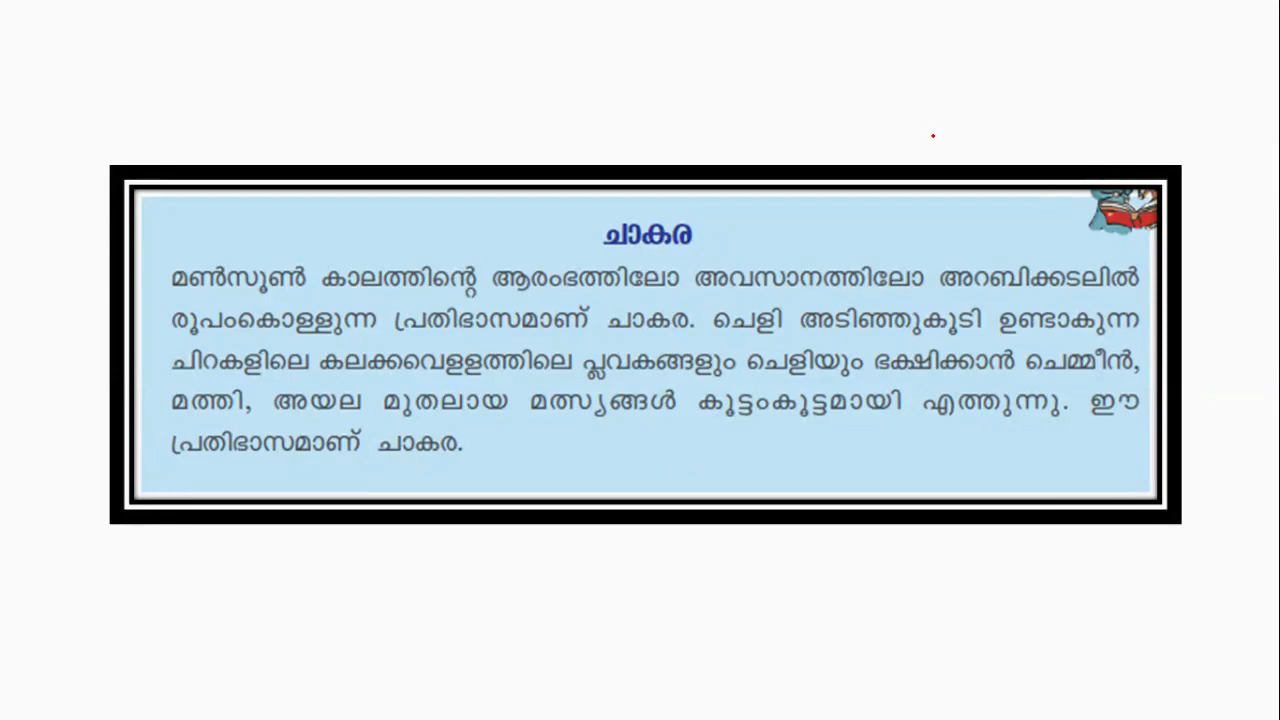 ചാകര
മൺസൂൺ കാലത്തിന്റെ ആരംഭത്തിലോ അവസാനത്തിലോ അറബിക്കടലിൽ
രൂപംകൊള്ളുന്ന പ്രതിഭാസമാണ് ചാകര. ചെളി അടിഞ്ഞുകൂടി ഉണ്ടാകുന്ന
ചിറകളിലെ കലക്കവെളളത്തിലെ പ്ലവകങ്ങളും ചെളിയും ഭക്ഷിക്കാൻ ചെമ്മീൻ,
മത്തി, അയല മുതലായ മത്സ്യങ്ങൾ കൂട്ടംകൂട്ടമായി എത്തുന്നു. ഈ
പ്രതിഭാസമാണ് ചാകര.